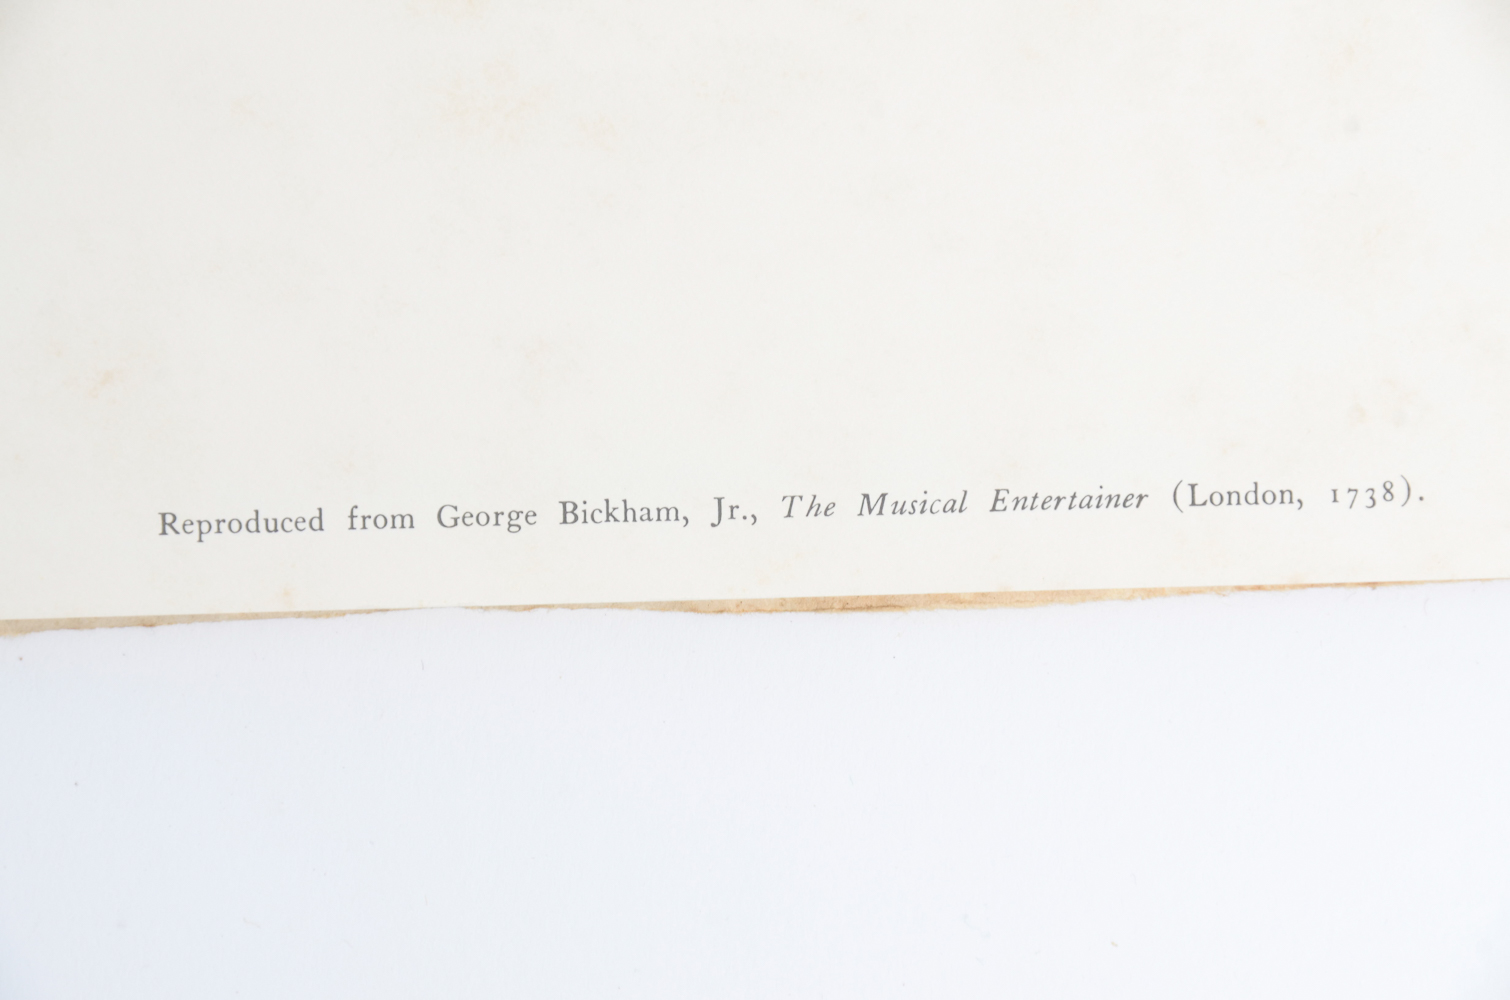 Reproduced from George Bickham, Jr., The Musical Entertainer (London, 1738).